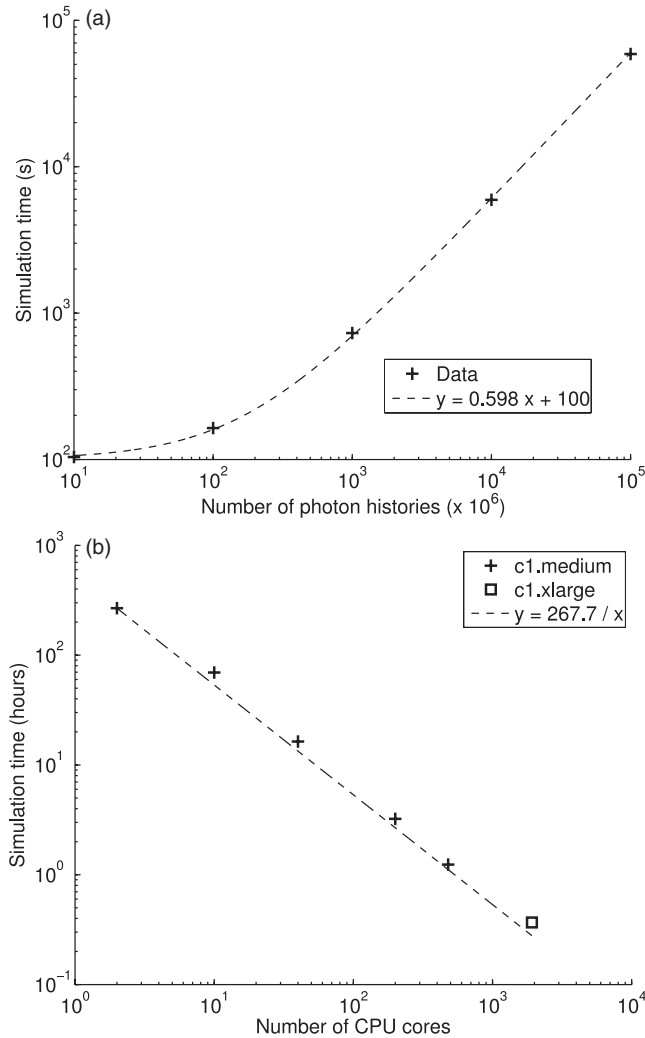 (a)
10^5
10^4
10^3
10^2
Simulation time (s)
Data
y = 0.598 x + 100
10^1 10^2 10^3 10^4 10^5
Number of photon histories (x 10^6)
(b)
10^3
10^2
10^1
10^0
10^-1
Simulation time (hours)
c1.medium
c1.xlarge
y = 267.7 / x
10^0 10^1 10^2 10^3 10^4
Number of CPU cores